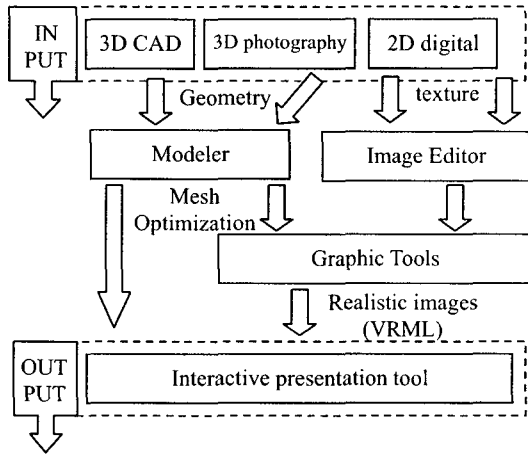 IN
PUT
3D CAD
3D photography
2D digital
Geometry
texture
Modeler
Image Editor
Mesh
Optimization
Graphic Tools
Realistic images
(VRML)
OUT
PUT
Interactive presentation tool